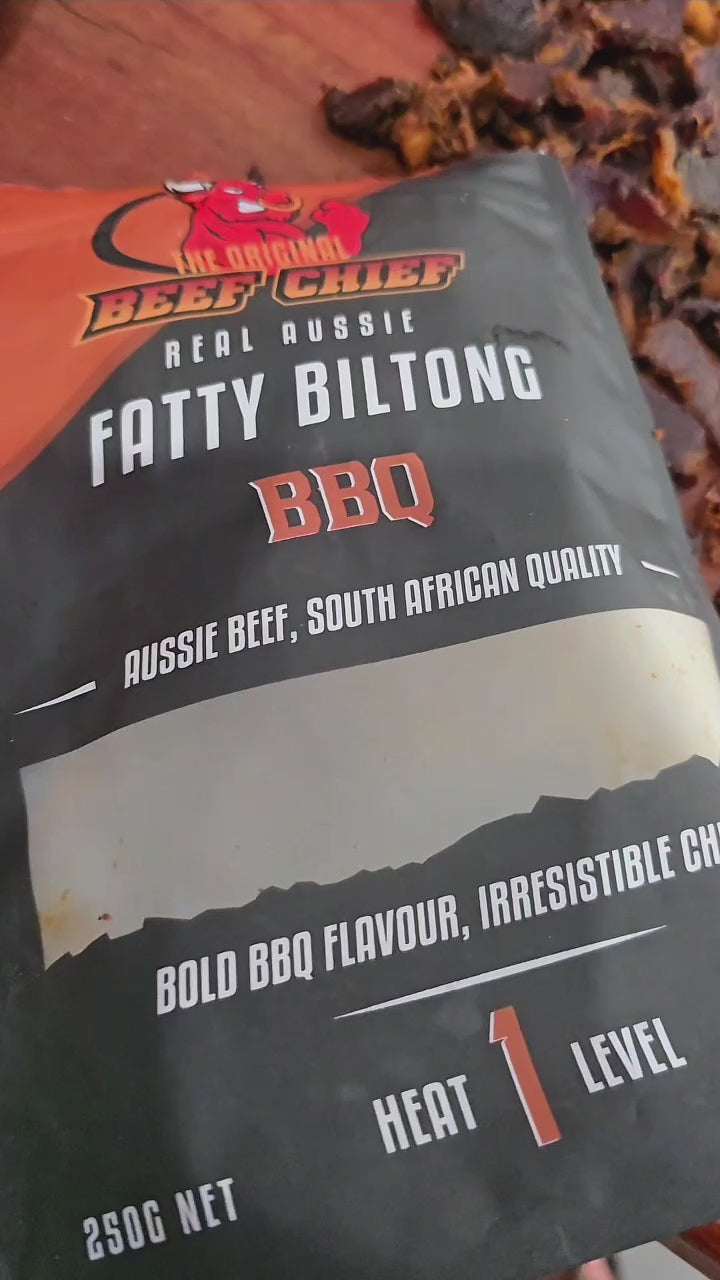 THE ORIGINAL
BEEF CHIEF
REAL AUSSIE
FATTY BILTONG
BBQ
AUSSIE BEEF, SOUTH AFRICAN QUALITY
BOLD BBQ FLAVOUR, IRRESISTIBLE
HEAT 1 LEVEL
250G NET